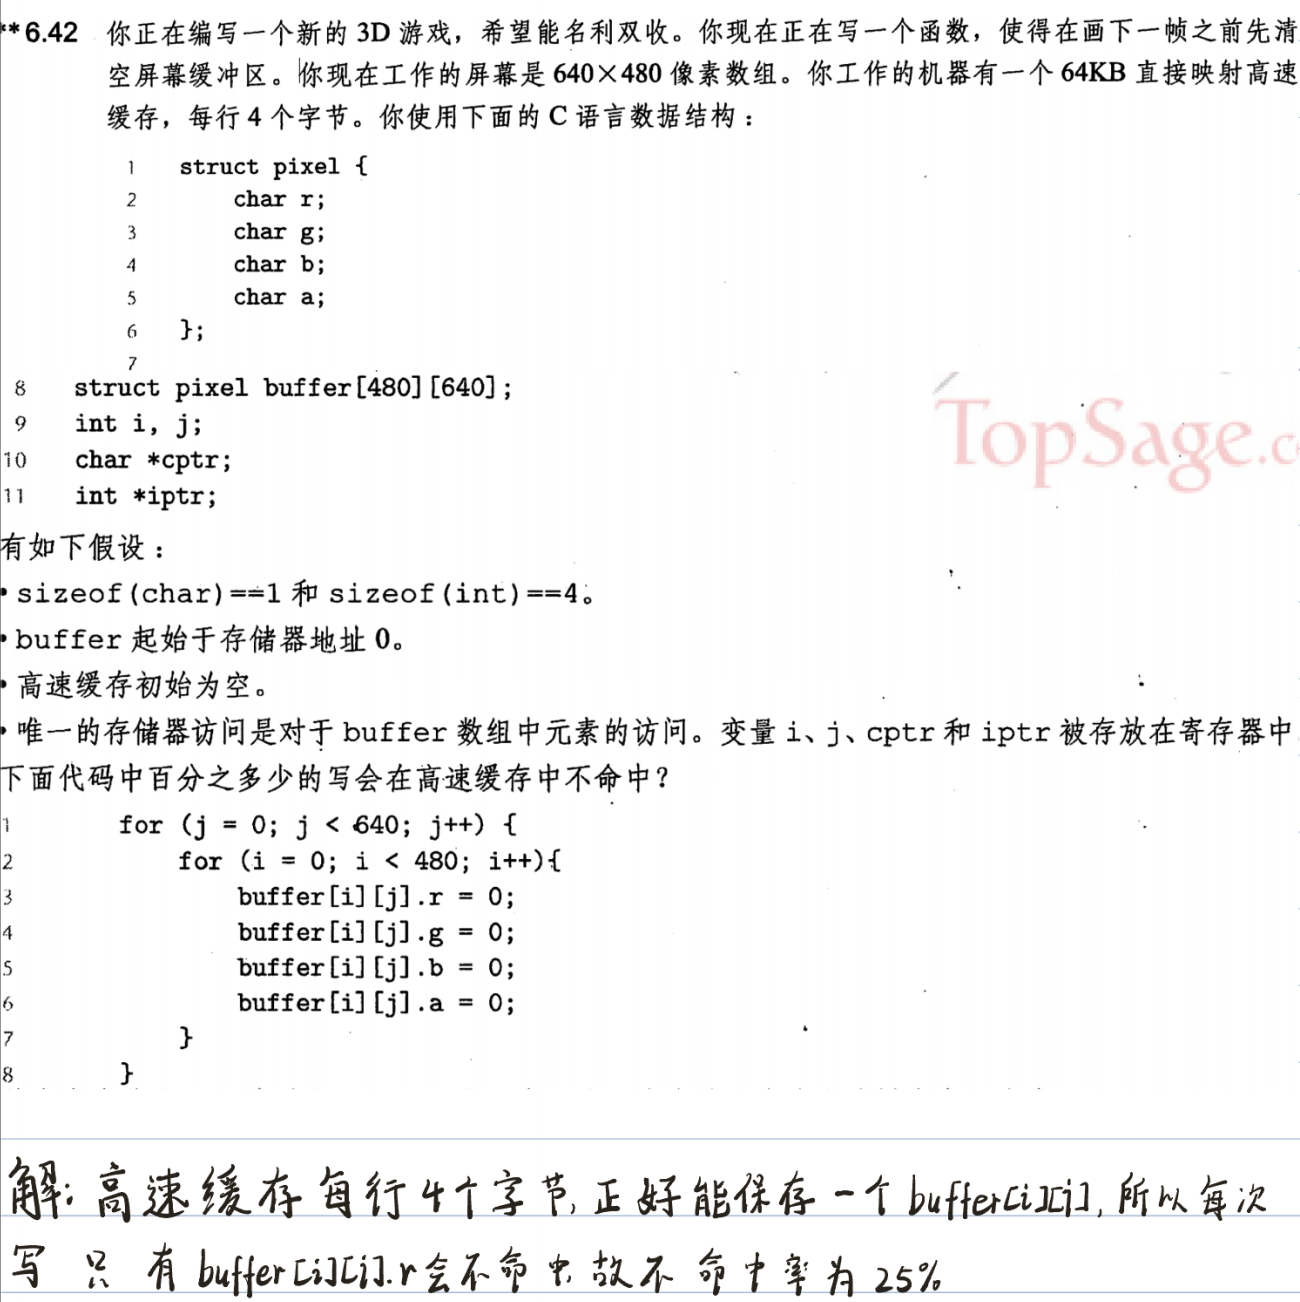 **6.42 你正在编写一个新的 3D 游戏，希望能名利双收。你现在正在写一个函数，使得在画下一帧之前先清
空屏幕缓冲区。你现在工作的屏幕是 640×480 像素数组。你工作的机器有一个 64KB 直接映射高速
缓存，每行 4 个字节。你使用下面的 C 语言数据结构：
1 struct pixel {
2 char r;
3 char g;
4 char b;
5 char a;
6 };
7
8 struct pixel buffer[480][640];
9 int i, j;
10 char *cptr;
11 int *iptr;
TopSage.c
有如下假设：
• sizeof(char)==1 和 sizeof(int)==4。
• buffer 起始于存储器地址 0。
• 高速缓存初始为空。
• 唯一的存储器访问是对于 buffer 数组中元素的访问。变量 i、j、cptr 和 iptr 被存放在寄存器中
下面代码中百分之多少的写会在高速缓存中不命中？
1 for (j = 0; j < 640; j++) {
2 for (i = 0; i < 480; i++){
3 buffer[i][j].r = 0;
4 buffer[i][j].g = 0;
5 buffer[i][j].b = 0;
6 buffer[i][j].a = 0;
7 }
8 }
解：高速缓存每行4个字节，正好能保存一个buffer[i][j]，所以每次
写只有buffer[i][j].r会不命中，故不命中率为25%